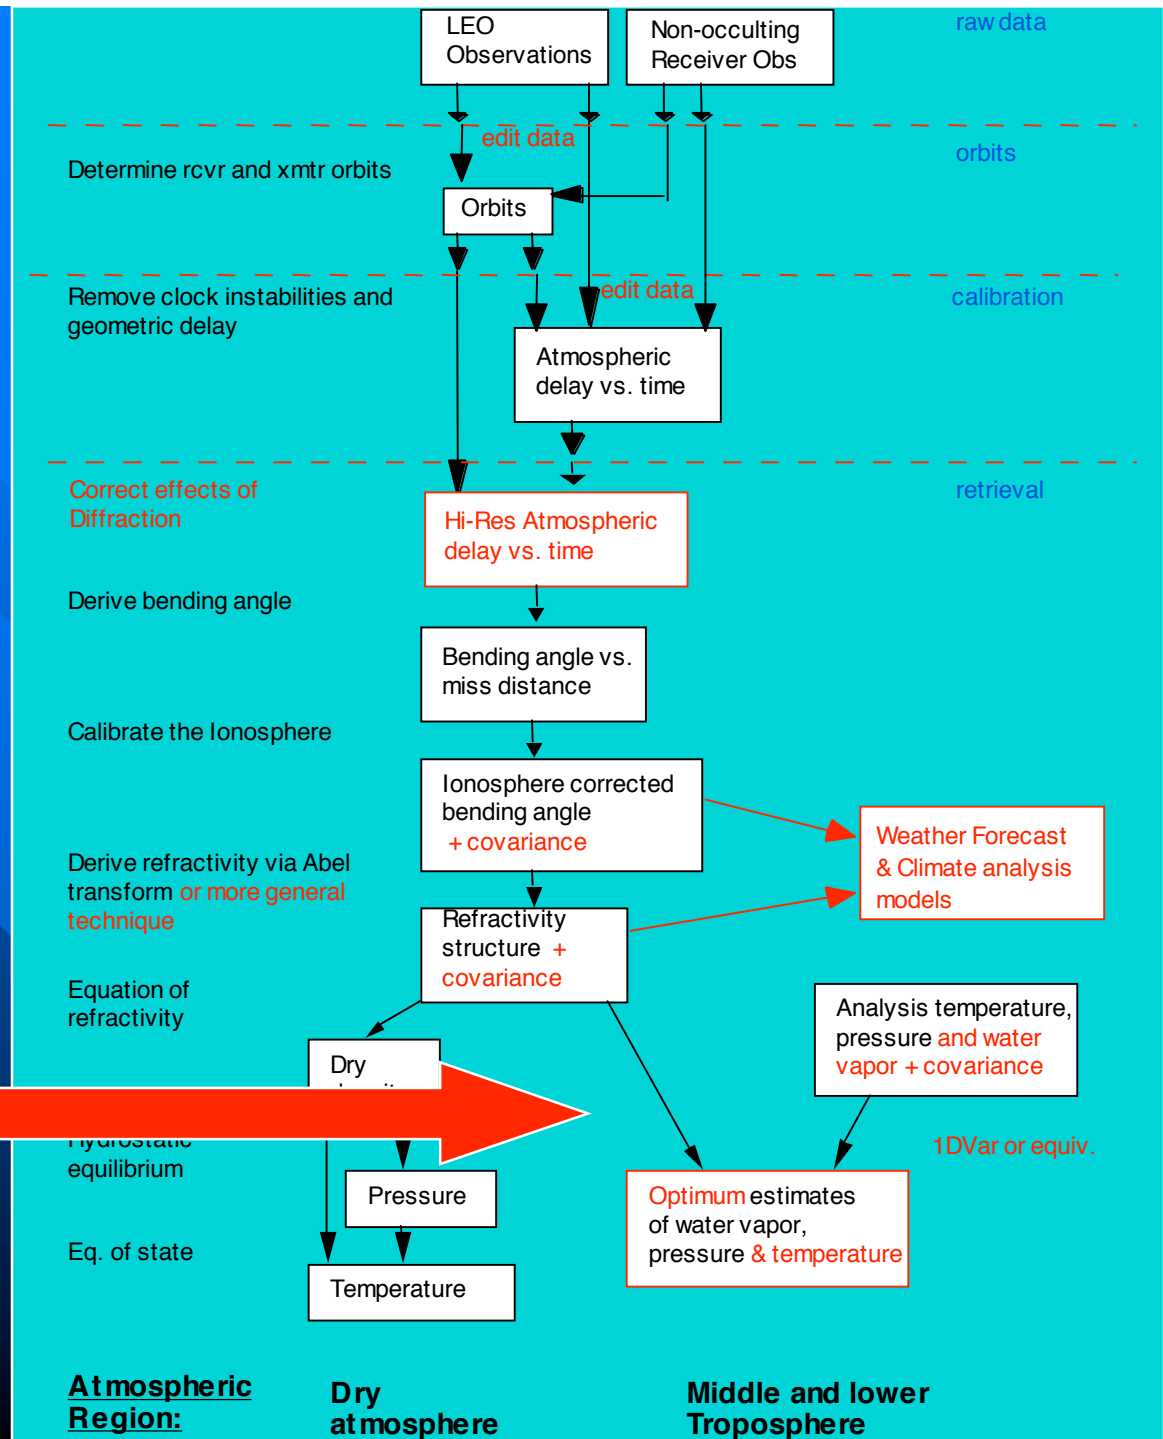 LEO
Observations
Non-occulting
Receiver Obs
raw data
edit data
orbits
Determine rcvr and xmtr orbits
Orbits
Remove clock instabilities and
geometric delay
edit data
calibration
Atmospheric
delay vs. time
Correct effects of
Diffraction
retrieval
Hi-Res Atmospheric
delay vs. time
Derive bending angle
Bending angle vs.
miss distance
Calibrate the Ionosphere
Ionosphere corrected
bending angle
+ covariance
Weather Forecast
& Climate analysis
models
Derive refractivity via Abel
transform or more general
technique
Refractivity
structure +
covariance
Equation of
refractivity
Analysis temperature,
pressure and water
vapor + covariance
Dry
Hydrostatic
equilibrium
1DVar or equiv.
Pressure
Optimum estimates
of water vapor,
pressure & temperature
Eq. of state
Temperature
Atmospheric
Region:
Dry
atmosphere
Middle and lower
Troposphere